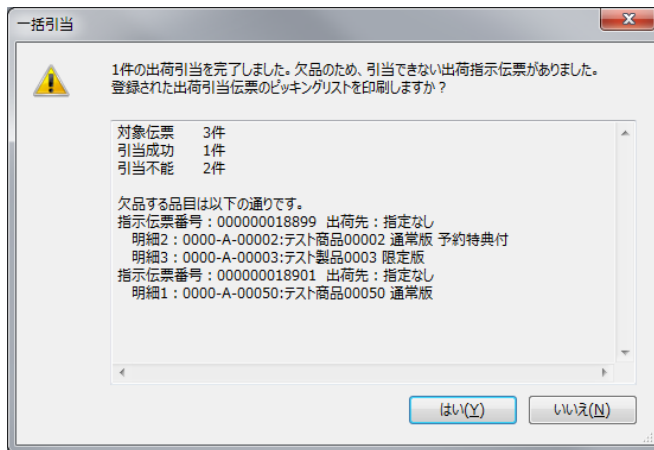 一括引当
1件の出荷引当を完了しました。欠品のため、引当できない出荷指示伝票がありました。
登録された出荷引当伝票のピッキングリストを印刷しますか？
対象伝票 3件
引当成功 1件
引当不能 2件
欠品する品目は以下の通りです。
指示伝票番号：000000018899 出荷先：指定なし
明細2：0000-A-00002:テスト商品00002 通常版 予約特典付
明細3：0000-A-00003:テスト製品0003 限定版
指示伝票番号：000000018901 出荷先：指定なし
明細1：0000-A-00050:テスト商品00050 通常版
はい(Y) いいえ(N)